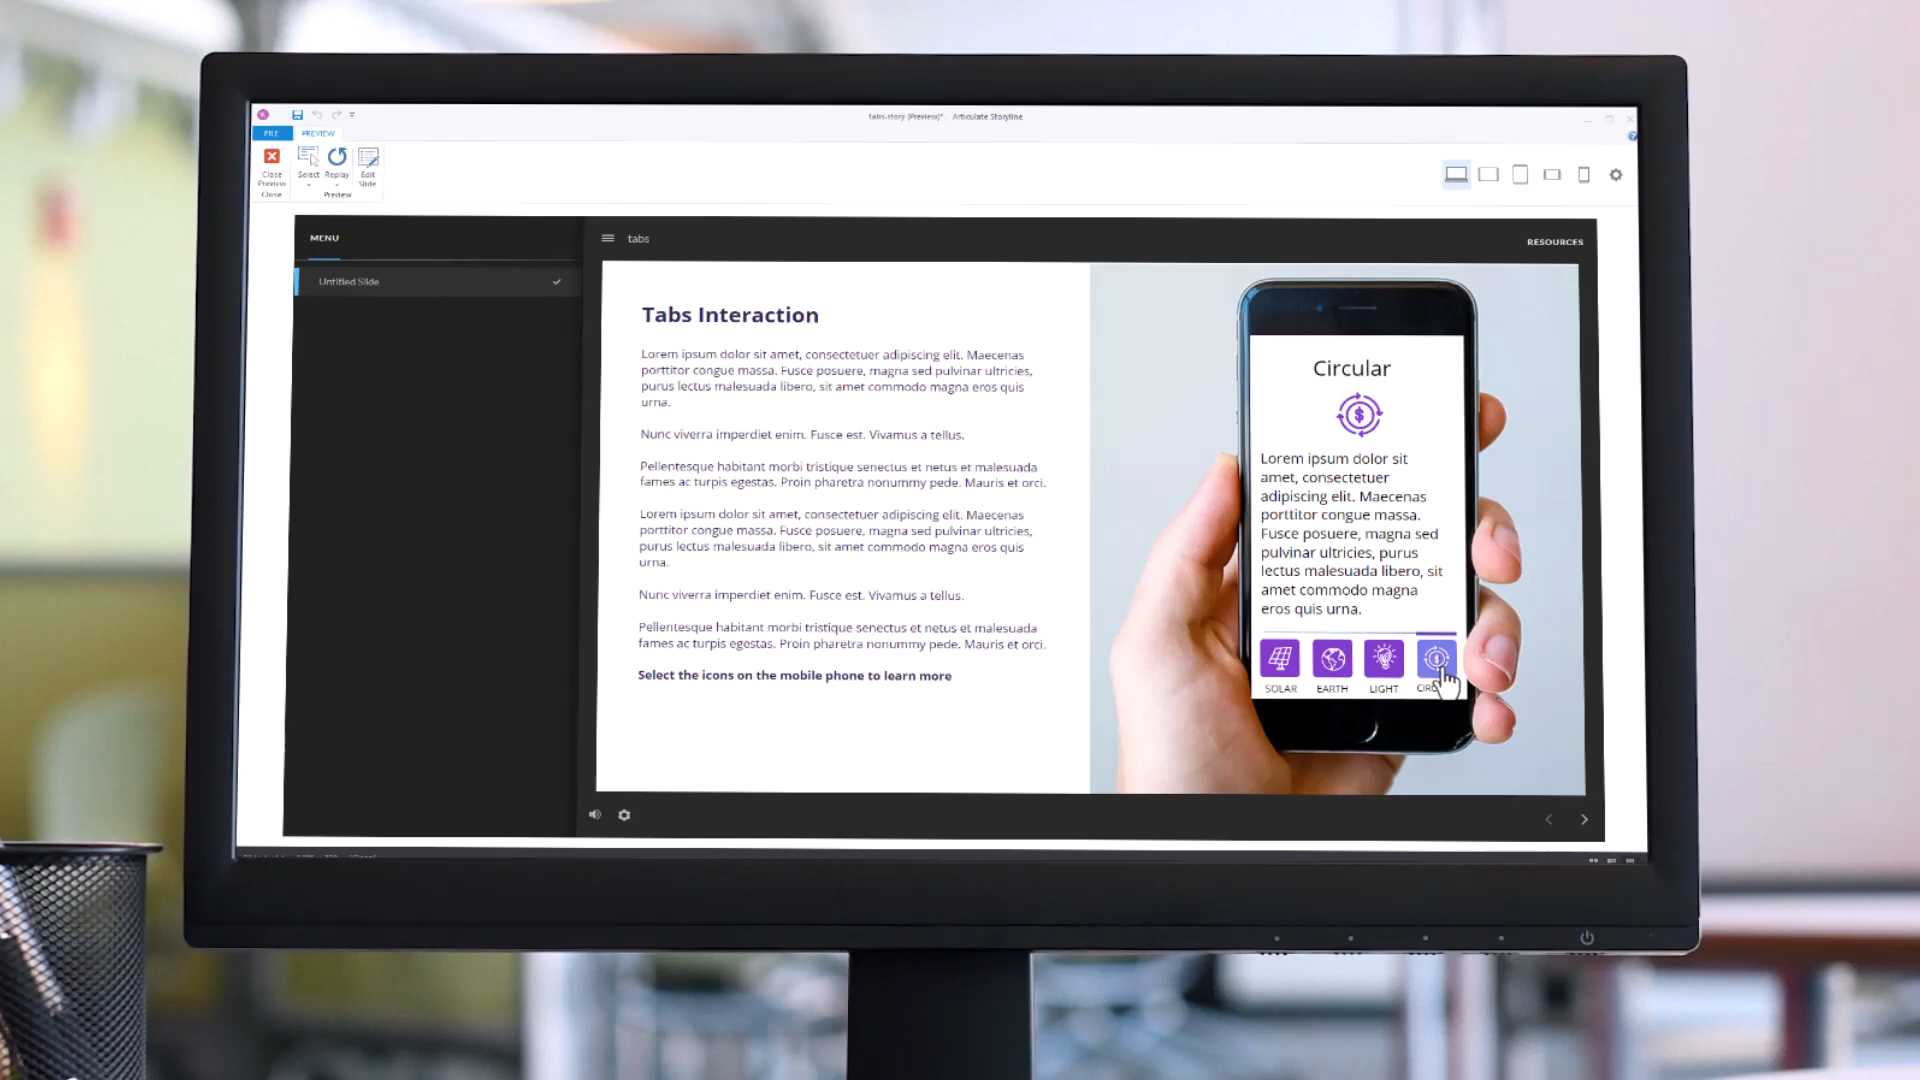 tabs.story (Preview)* - Articulate Storyline
FILE PREVIEW
Close Preview
Select
Replay
Edit Slide
Close
Preview
MENU
tabs
RESOURCES
Untitled Slide
Tabs Interaction
Lorem ipsum dolor sit amet, consectetuer adipiscing elit. Maecenas
porttitor congue massa. Fusce posuere, magna sed pulvinar ultricies,
purus lectus malesuada libero, sit amet commodo magna eros quis
urna.
Nunc viverra imperdiet enim. Fusce est. Vivamus a tellus.
Pellentesque habitant morbi tristique senectus et netus et malesuada
fames ac turpis egestas. Proin pharetra nonummy pede. Mauris et orci.
Lorem ipsum dolor sit amet, consectetuer adipiscing elit. Maecenas
porttitor congue massa. Fusce posuere, magna sed pulvinar ultricies,
purus lectus malesuada libero, sit amet commodo magna eros quis
urna.
Nunc viverra imperdiet enim. Fusce est. Vivamus a tellus.
Pellentesque habitant morbi tristique senectus et netus et malesuada
fames ac turpis egestas. Proin pharetra nonummy pede. Mauris et orci.
Select the icons on the mobile phone to learn more
Circular
Lorem ipsum dolor sit
amet, consectetuer
adipiscing elit. Maecenas
porttitor congue massa.
Fusce posuere, magna sed
pulvinar ultricies, purus
lectus malesuada libero, sit
amet commodo magna
eros quis urna.
SOLAR EARTH LIGHT